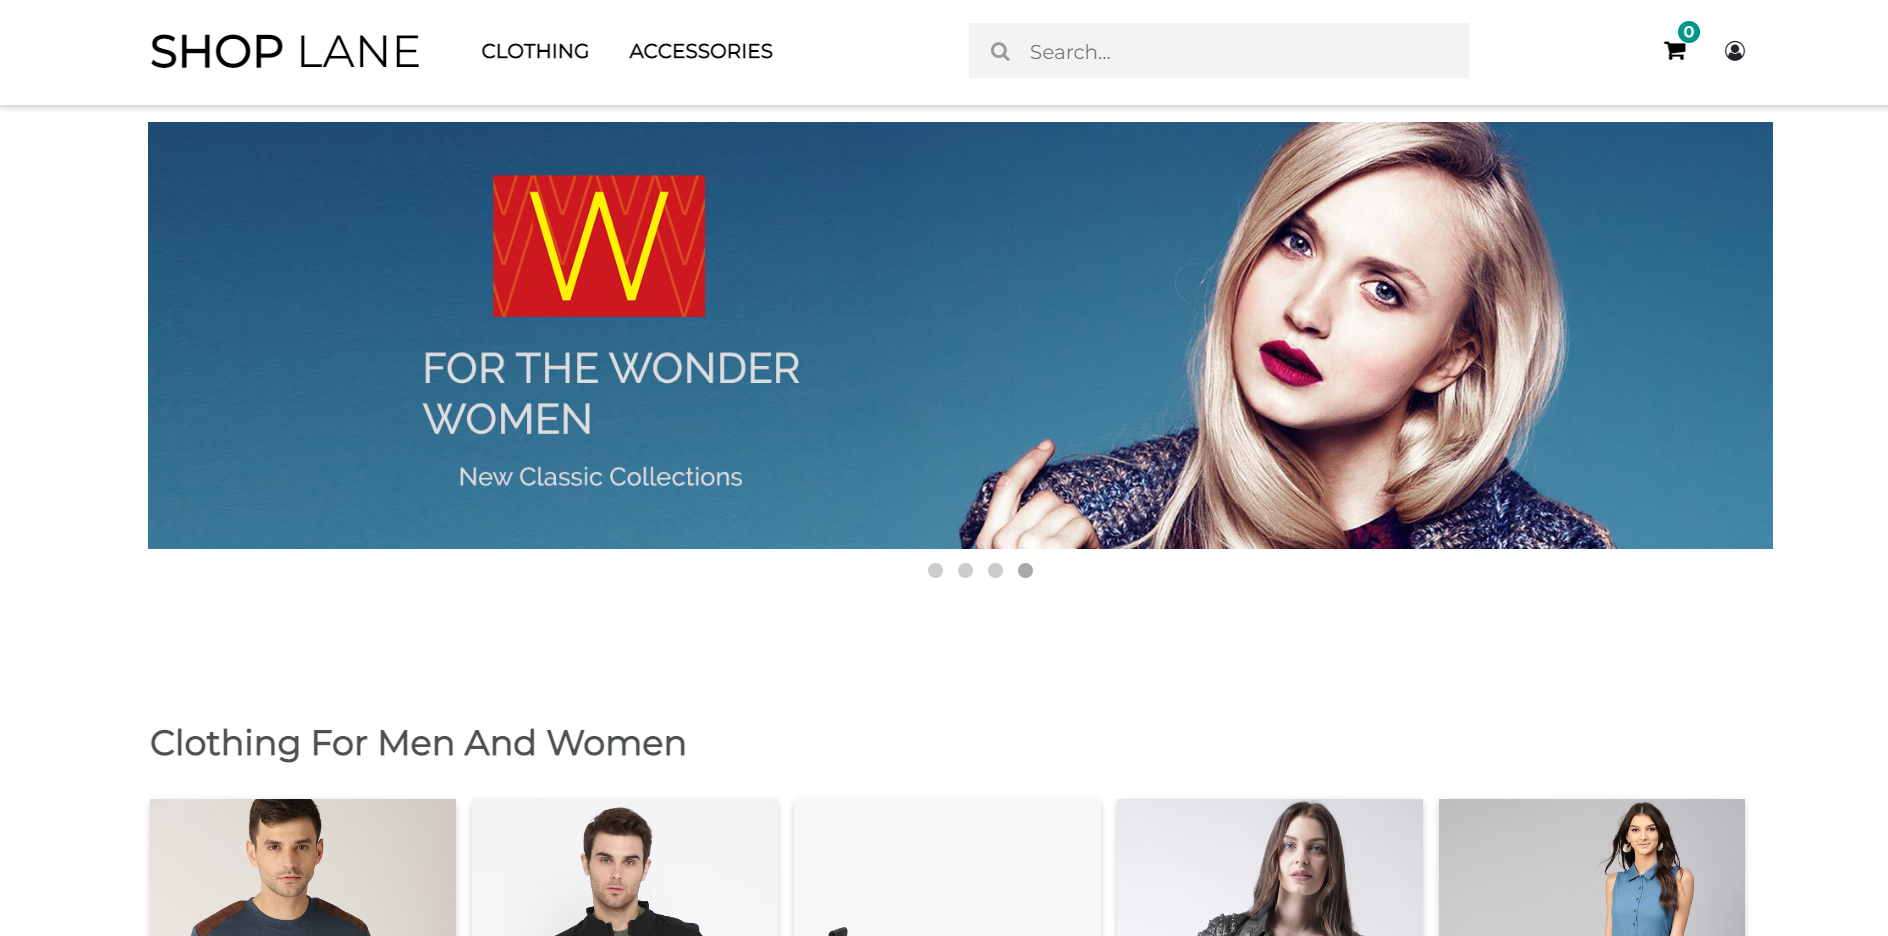 SHOP LANE
CLOTHING
ACCESSORIES
Search...
0
W
FOR THE WONDER
WOMEN
New Classic Collections
Clothing For Men And Women